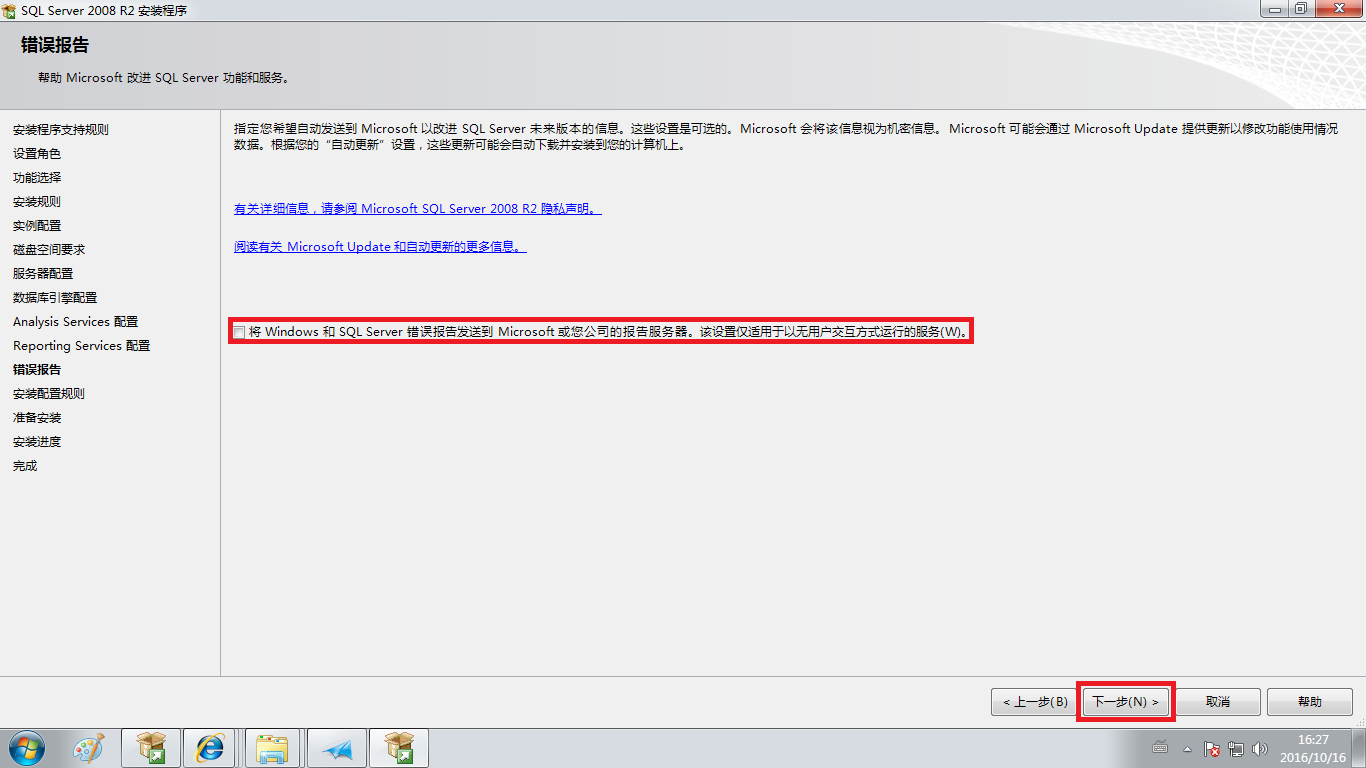 SQL Server 2008 R2 安装程序
错误报告
帮助 Microsoft 改进 SQL Server 功能和服务。
安装程序支持规则
设置角色
功能选择
安装规则
实例配置
磁盘空间要求
服务器配置
数据库引擎配置
Analysis Services 配置
Reporting Services 配置
错误报告
安装配置规则
准备安装
安装进度
完成
指定您希望自动发送到 Microsoft 以改进 SQL Server 未来版本的信息。这些设置是可选的。Microsoft 会将该信息视为机密信息。Microsoft 可能会通过 Microsoft Update 提供更新以修改功能使用情况
数据。根据您的“自动更新”设置，这些更新可能会自动下载并安装到您的计算机上。
有关详细信息，请参阅 Microsoft SQL Server 2008 R2 隐私声明。
阅读有关 Microsoft Update 和自动更新的更多信息。
将 Windows 和 SQL Server 错误报告发送到 Microsoft 或您公司的报告服务器。该设置仅适用于以无用户交互方式运行的服务(W)。
< 上一步(B)
下一步(N) >
取消
帮助
16:27
2016/10/16